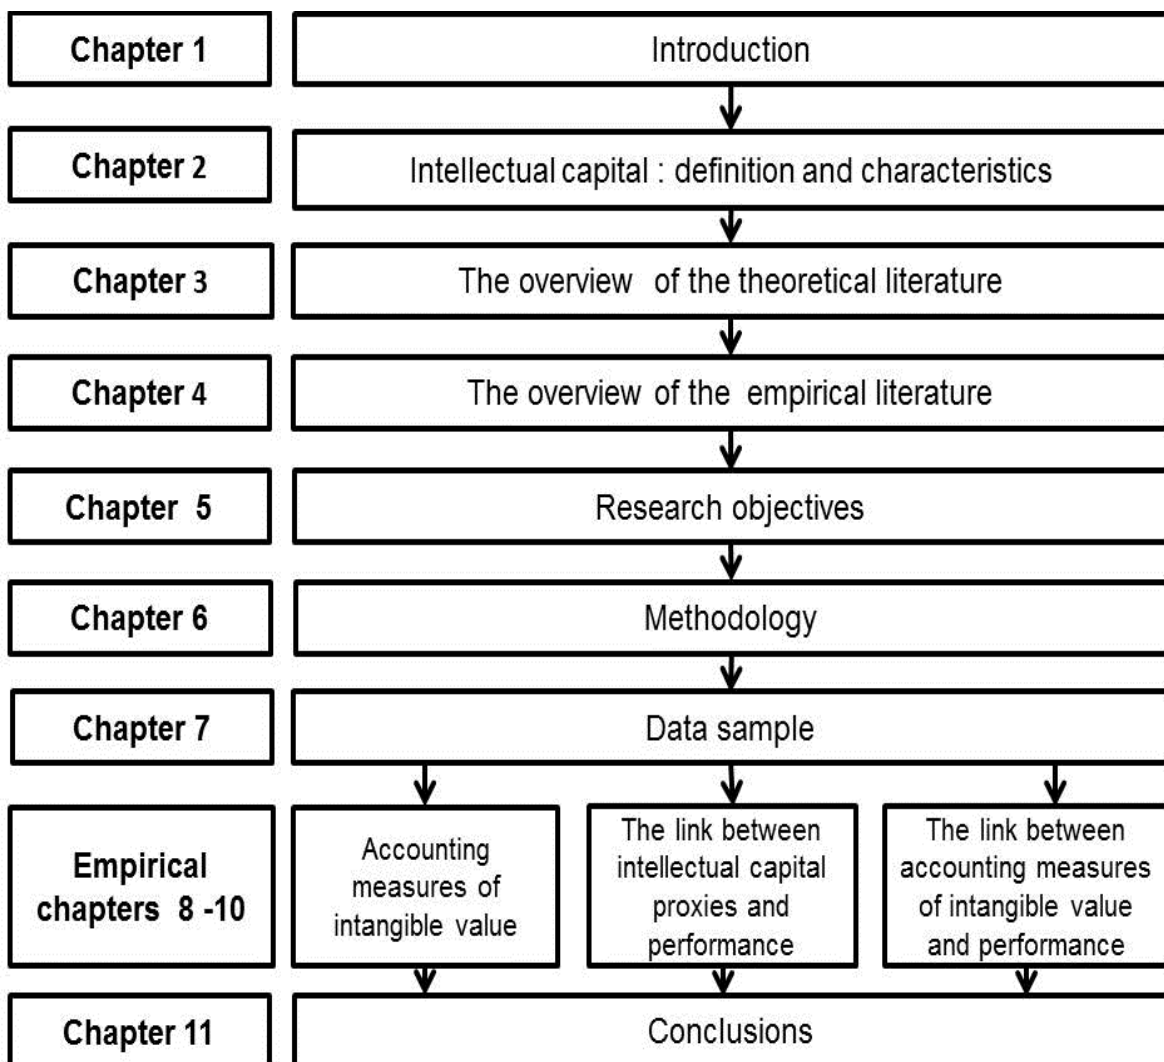 Chapter 1
Introduction
Chapter 2
Intellectual capital : definition and characteristics
Chapter 3
The overview of the theoretical literature
Chapter 4
The overview of the empirical literature
Chapter 5
Research objectives
Chapter 6
Methodology
Chapter 7
Data sample
Empirical
chapters 8 -10
Accounting
measures of
intangible value
The link between
intellectual capital
proxies and
performance
The link between
accounting measures
of intangible value
and performance
Chapter 11
Conclusions